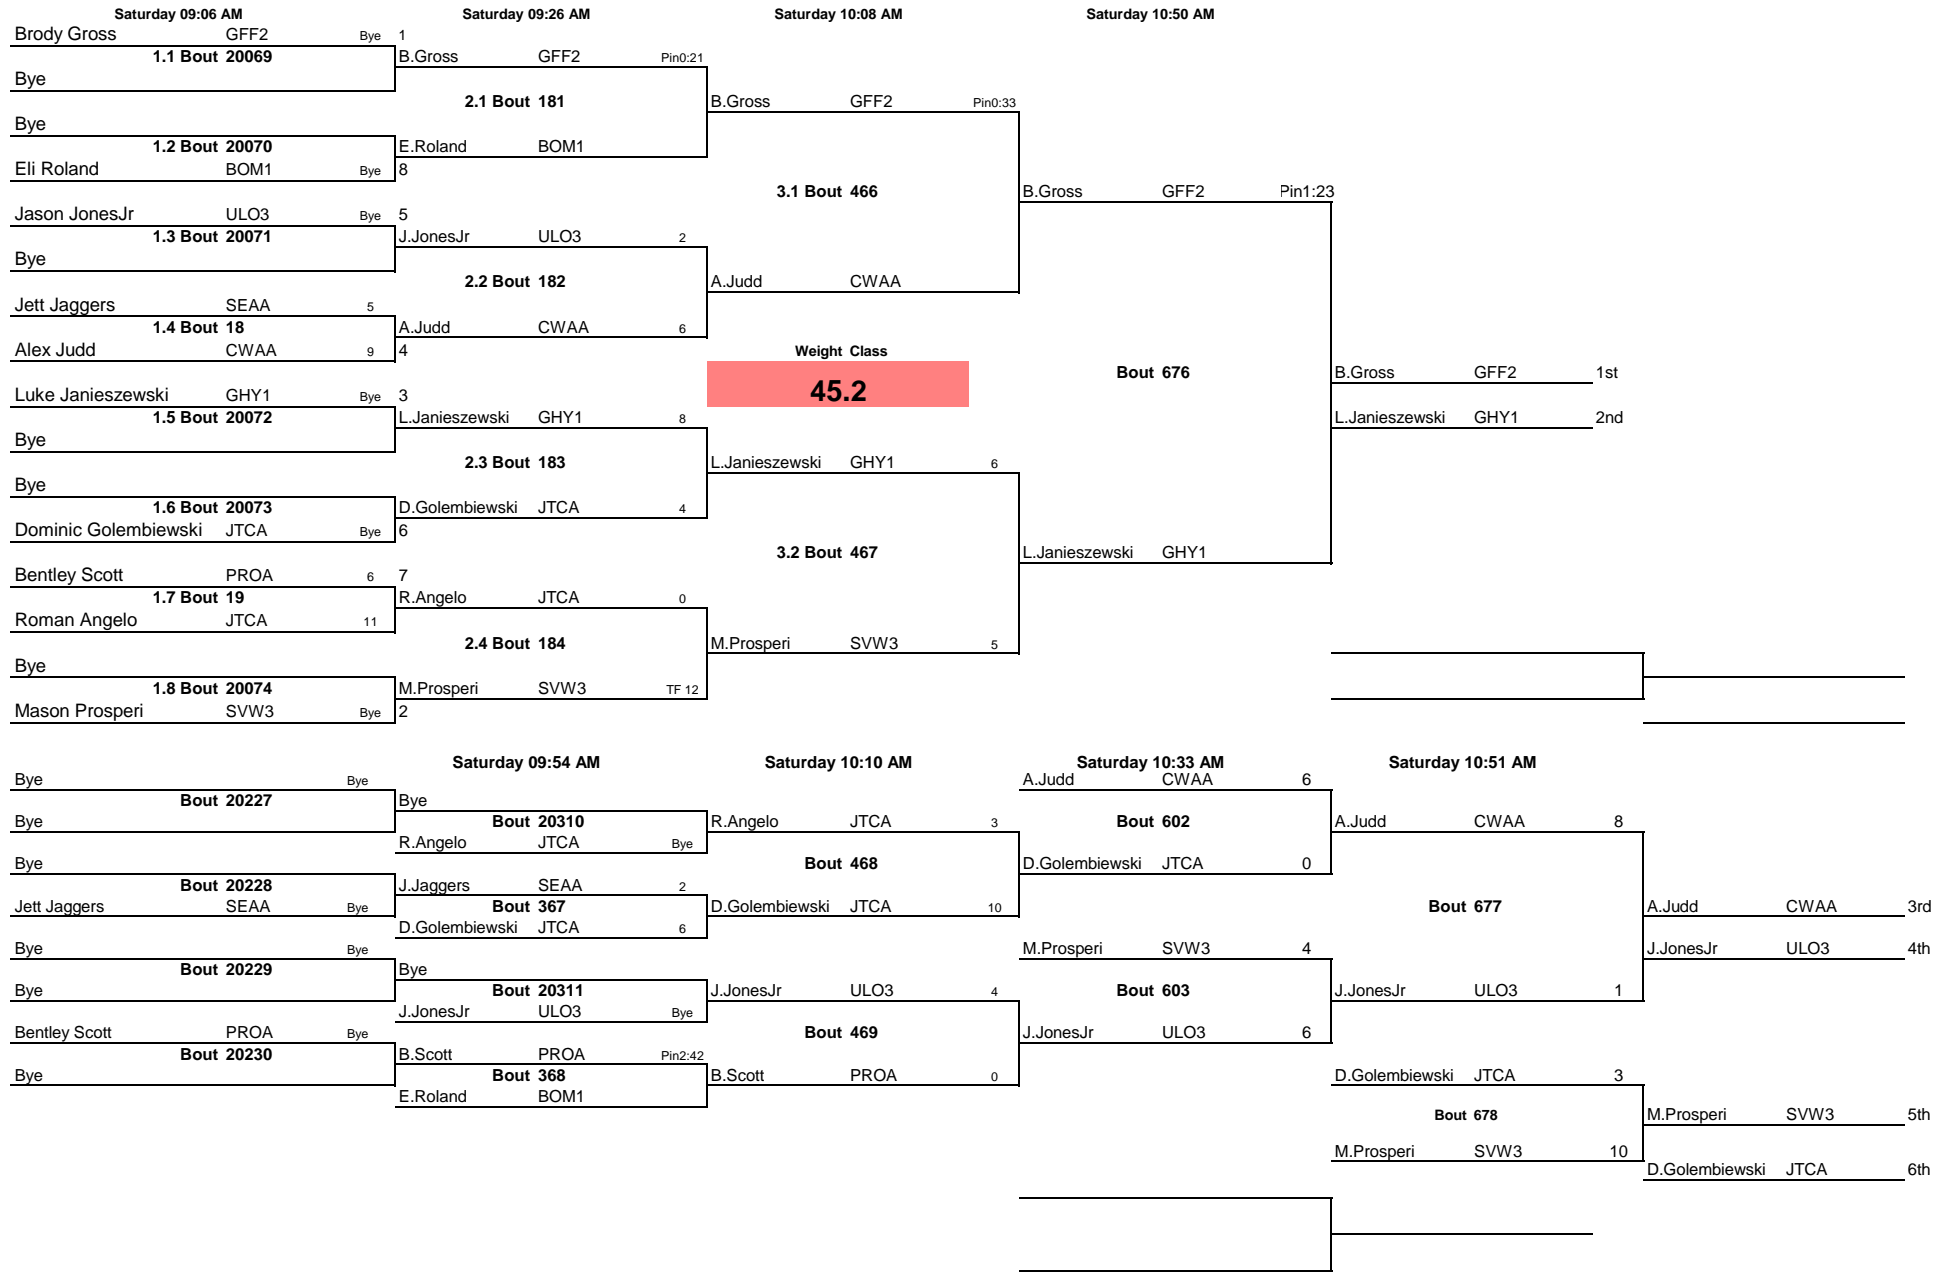 Saturday 09:06 AM Saturday 09:26 AM Saturday 10:08 AM Saturday 10:50 AM
Brody Gross GFF2 Bye 1
1.1 Bout 20069 B.Gross GFF2 Pin0:21
Bye
2.1 Bout 181 B.Gross GFF2 Pin0:33
Bye
1.2 Bout 20070 E.Roland BOM1
Eli Roland BOM1 Bye 8
3.1 Bout 466 B.Gross GFF2 Pin1:23
Jason JonesJr ULO3 Bye 5
1.3 Bout 20071 J.JonesJr ULO3 2
Bye
2.2 Bout 182 A.Judd CWAA
Jett Jaggers SEAA 5
1.4 Bout 18 A.Judd CWAA 6
Alex Judd CWAA 9 4 Weight Class
Bout 676 B.Gross GFF2 1st
Luke Janieszewski GHY1 Bye 3 45.2
1.5 Bout 20072 L.Janieszewski GHY1 8 L.Janieszewski GHY1 2nd
Bye
2.3 Bout 183 L.Janieszewski GHY1 6
Bye
1.6 Bout 20073 D.Golembiewski JTCA 4
Dominic Golembiewski JTCA Bye 6
3.2 Bout 467 L.Janieszewski GHY1
Bentley Scott PROA 6 7
1.7 Bout 19 R.Angelo JTCA 0
Roman Angelo JTCA 11
2.4 Bout 184 M.Prosperi SVW3 5
Bye
1.8 Bout 20074 M.Prosperi SVW3 TF 12
Mason Prosperi SVW3 Bye 2
Saturday 09:54 AM Saturday 10:10 AM Saturday 10:33 AM Saturday 10:51 AM
Bye Bye A.Judd CWAA 6
Bout 20227 Bye
Bye Bout 20310 R.Angelo JTCA 3 Bout 602 A.Judd CWAA 8
R.Angelo JTCA Bye
Bye Bout 468 D.Golembiewski JTCA 0
Bout 20228 J.Jaggers SEAA 2
Jett Jaggers SEAA Bye Bout 367 D.Golembiewski JTCA 10 Bout 677 A.Judd CWAA 3rd
D.Golembiewski JTCA 6
Bye Bye M.Prosperi SVW3 4 J.JonesJr ULO3 4th
Bout 20229 Bye
Bye Bout 20311 J.JonesJr ULO3 4 Bout 603 J.JonesJr ULO3 1
J.JonesJr ULO3 Bye
Bentley Scott PROA Bye Bout 469 J.JonesJr ULO3 6
Bout 20230 B.Scott PROA Pin2:42
Bye Bout 368 B.Scott PROA 0 D.Golembiewski JTCA 3
E.Roland BOM1
Bout 678 M.Prosperi SVW3 5th
M.Prosperi SVW3 10
D.Golembiewski JTCA 6th